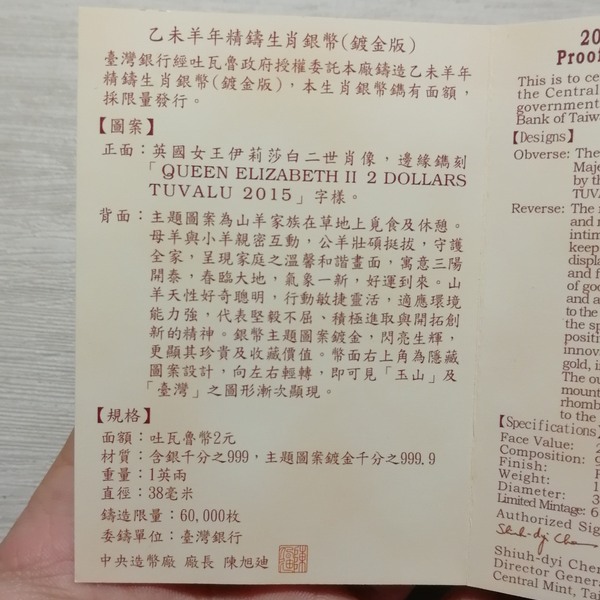 乙未羊年精鑄生肖銀幣(鍍金版)
臺灣銀行經吐瓦魯政府授權委託本廠鑄造乙未羊年
精鑄生肖銀幣(鍍金版)，本生肖銀幣鐫有面額，
採限量發行。
【圖案】
正面：英國女王伊莉莎白二世肖像，邊緣鐫刻
「QUEEN ELIZABETH II 2 DOLLARS
TUVALU 2015」字樣。
背面：主題圖案為山羊家族在草地上覓食及休憩。
母羊與小羊親密互動，公羊壯碩挺拔，守護
全家，呈現家庭之溫馨和諧畫面，寓意三陽
開泰，春臨大地，氣象一新，好運到來。山
羊天性好奇聰明，行動敏捷靈活，適應環境
能力強，代表堅毅不屈、積極進取與開拓創
新的精神。銀幣主題圖案鍍金，閃亮生輝，
更顯其珍貴及收藏價值。幣面右上角為隱藏
圖案設計，向左右輕轉，即可見「玉山」及
「臺灣」之圖形漸次顯現。
【規格】
面額：吐瓦魯幣2元
材質：含銀千分之999，主題圖案鍍金千分之999.9
重量：1英兩
直徑：38毫米
鑄造限量：60,000枚
委鑄單位：臺灣銀行
中央造幣廠 廠長 陳旭迪
20
Proof
This is to ce
the Central
government
Bank of Taiw
【Designs】
Obverse: The
Maje
by th
TUVA
Reverse: The
and
intim
keep
displa
and f
of goo
and a
to the
the sp
positi
innova
gold, i
The ou
mount
rhomb
to the
【Specifications】
Face Value: 2
Composition: 9
Finish:
Weight: 1
Diameter: 3
Limited Mintage: 6
Authorized Sig
Shiuh-dyi Chen
Shiuh-dyi Cher
Director Genera
Central Mint, Tai